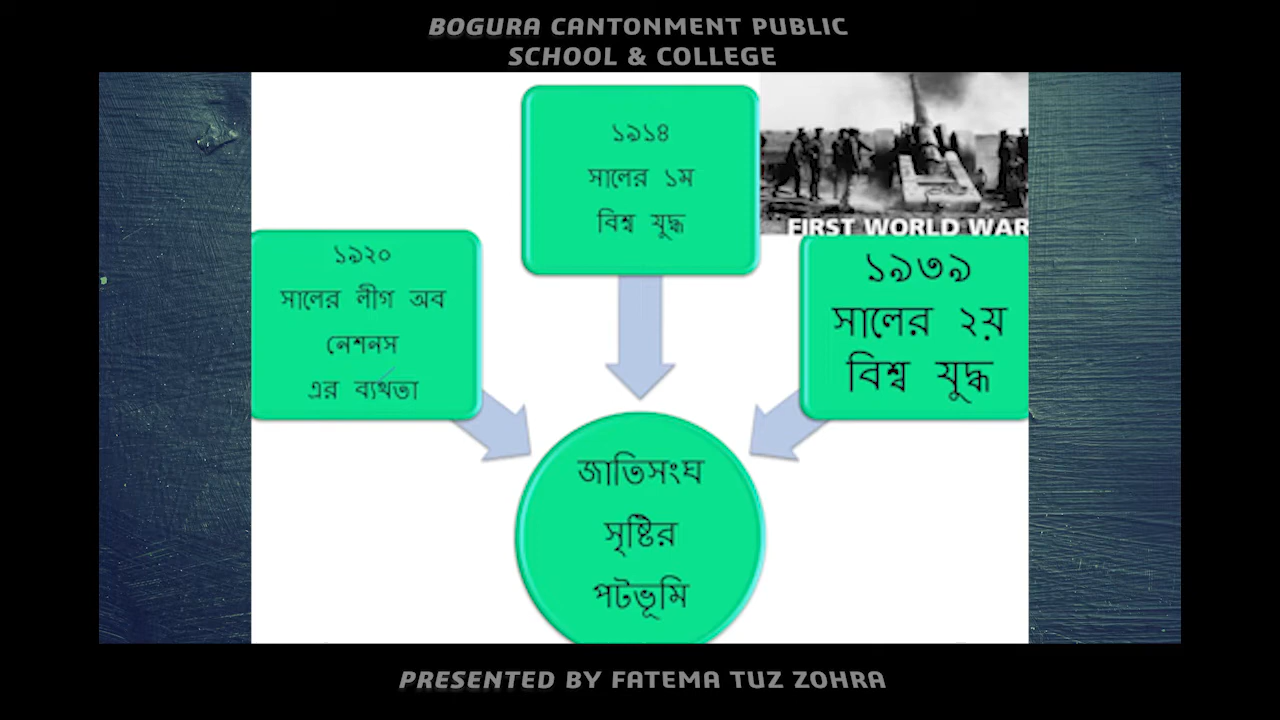 BOGURA CANTONMENT PUBLIC
SCHOOL & COLLEGE
১৯১৪
সালের ১ম
বিশ্ব যুদ্ধ
FIRST WORLD WAR
১৯২০
সালের লীগ অব
নেশনস
এর ব্যর্থতা
১৯৩৯
সালের ২য়
বিশ্ব যুদ্ধ
জাতিসংঘ
সৃষ্টির
পটভূমি
PRESENTED BY FATEMA TUZ ZOHRA